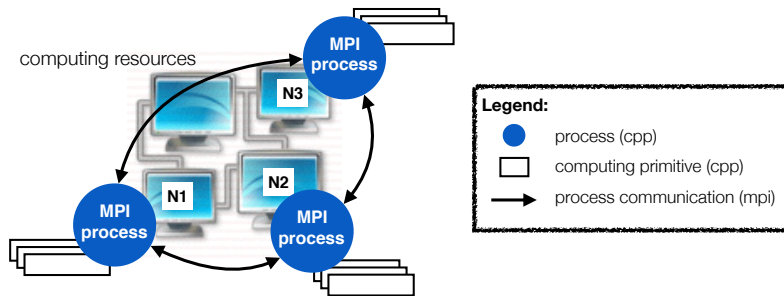 MPI
process
computing resources
N3
N1
N2
MPI
process
MPI
process
Legend:
process (cpp)
computing primitive (cpp)
process communication (mpi)